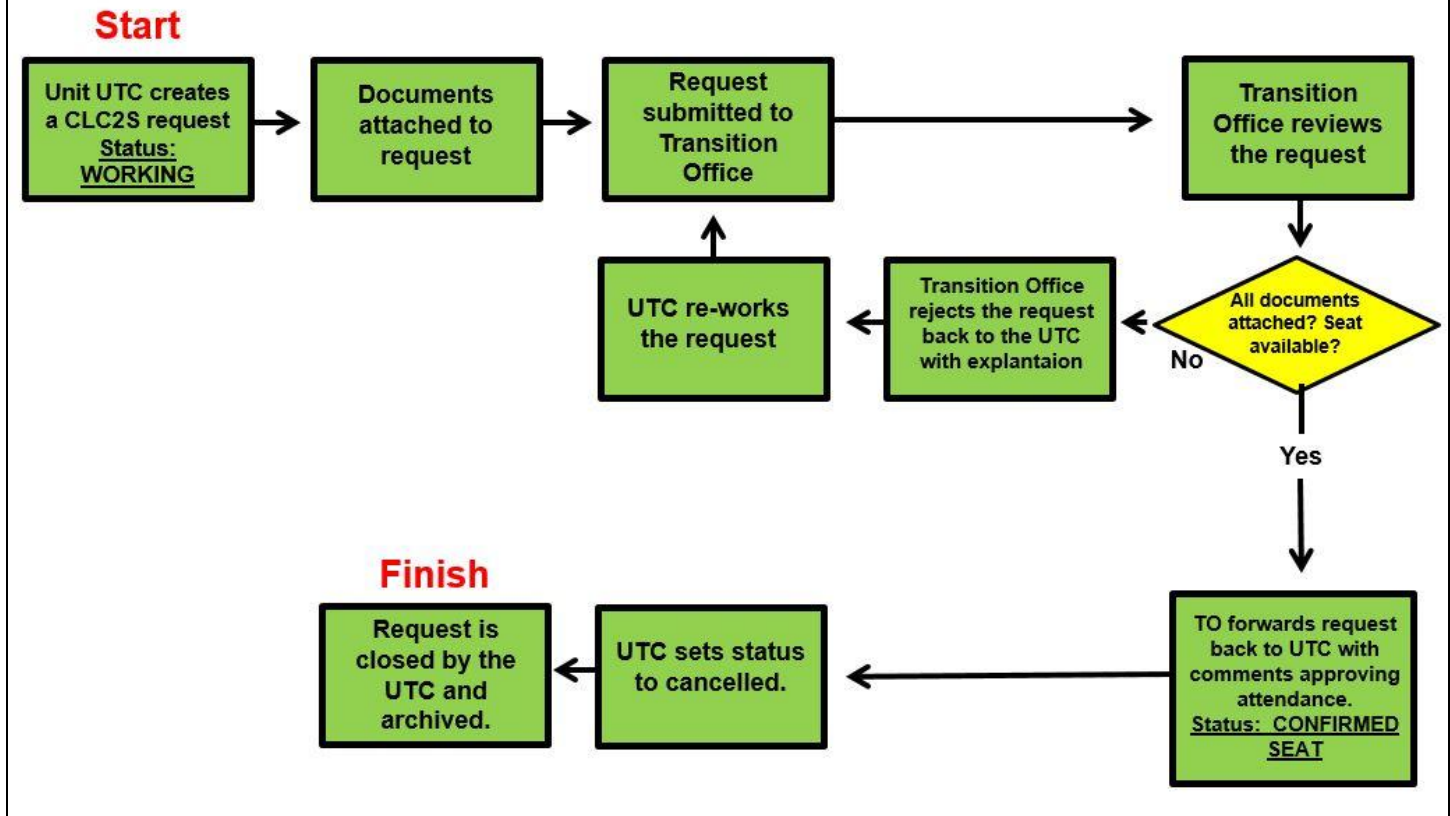 Start
Unit UTC creates
a CLC2S request
Status:
WORKING
Documents
attached to
request
Request
submitted to
Transition
Office
Transition
Office reviews
the request
All documents
attached? Seat
available?
No
Transition Office
rejects the request
back to the UTC
with explantaion
UTC re-works
the request
Yes
TO forwards request
back to UTC with
comments approving
attendance.
Status: CONFIRMED
SEAT
UTC sets status
to cancelled.
Finish
Request is
closed by the
UTC and
archived.